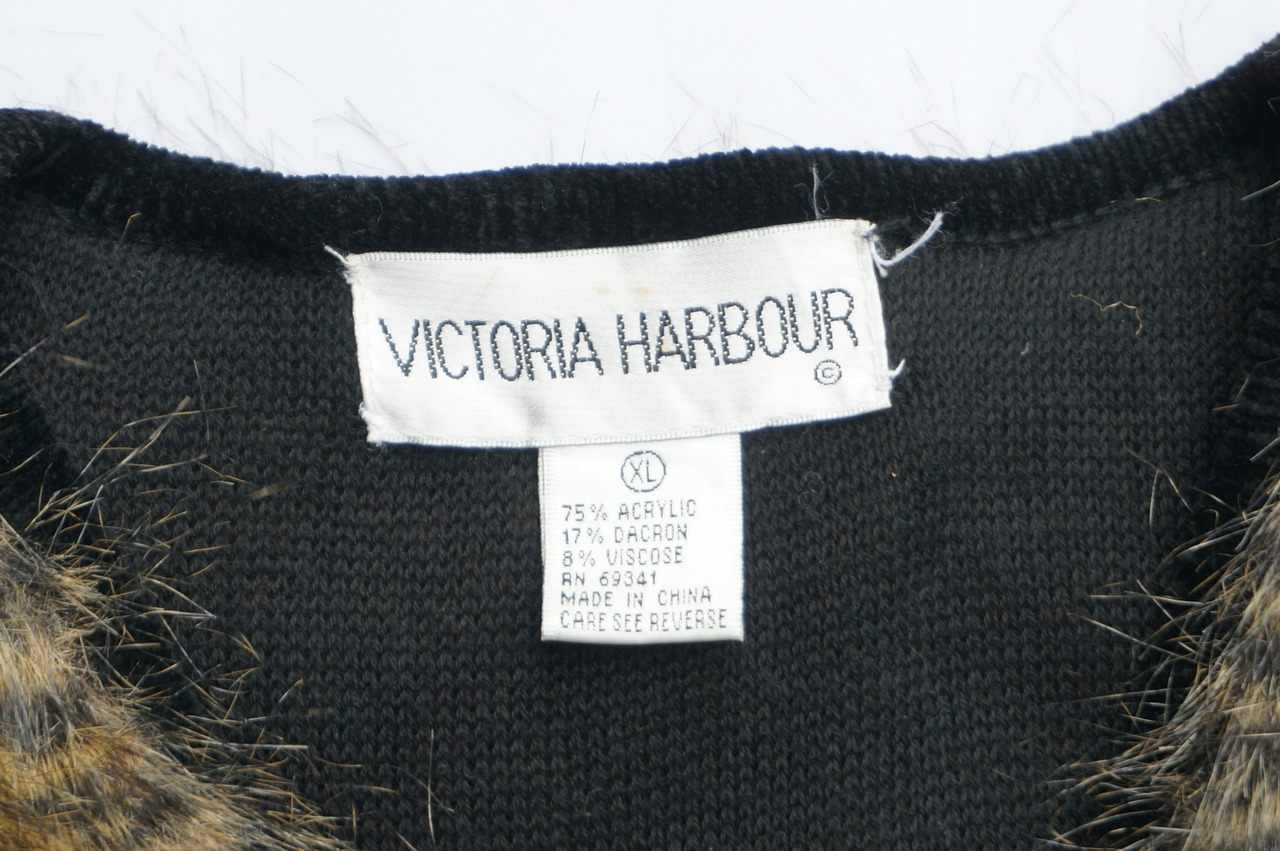 VICTORIA HARBOUR
©
XL
75% ACRYLIC
17% DACRON
8% VISCOSE
RN 69341
MADE IN CHINA
CARE SEE REVERSE